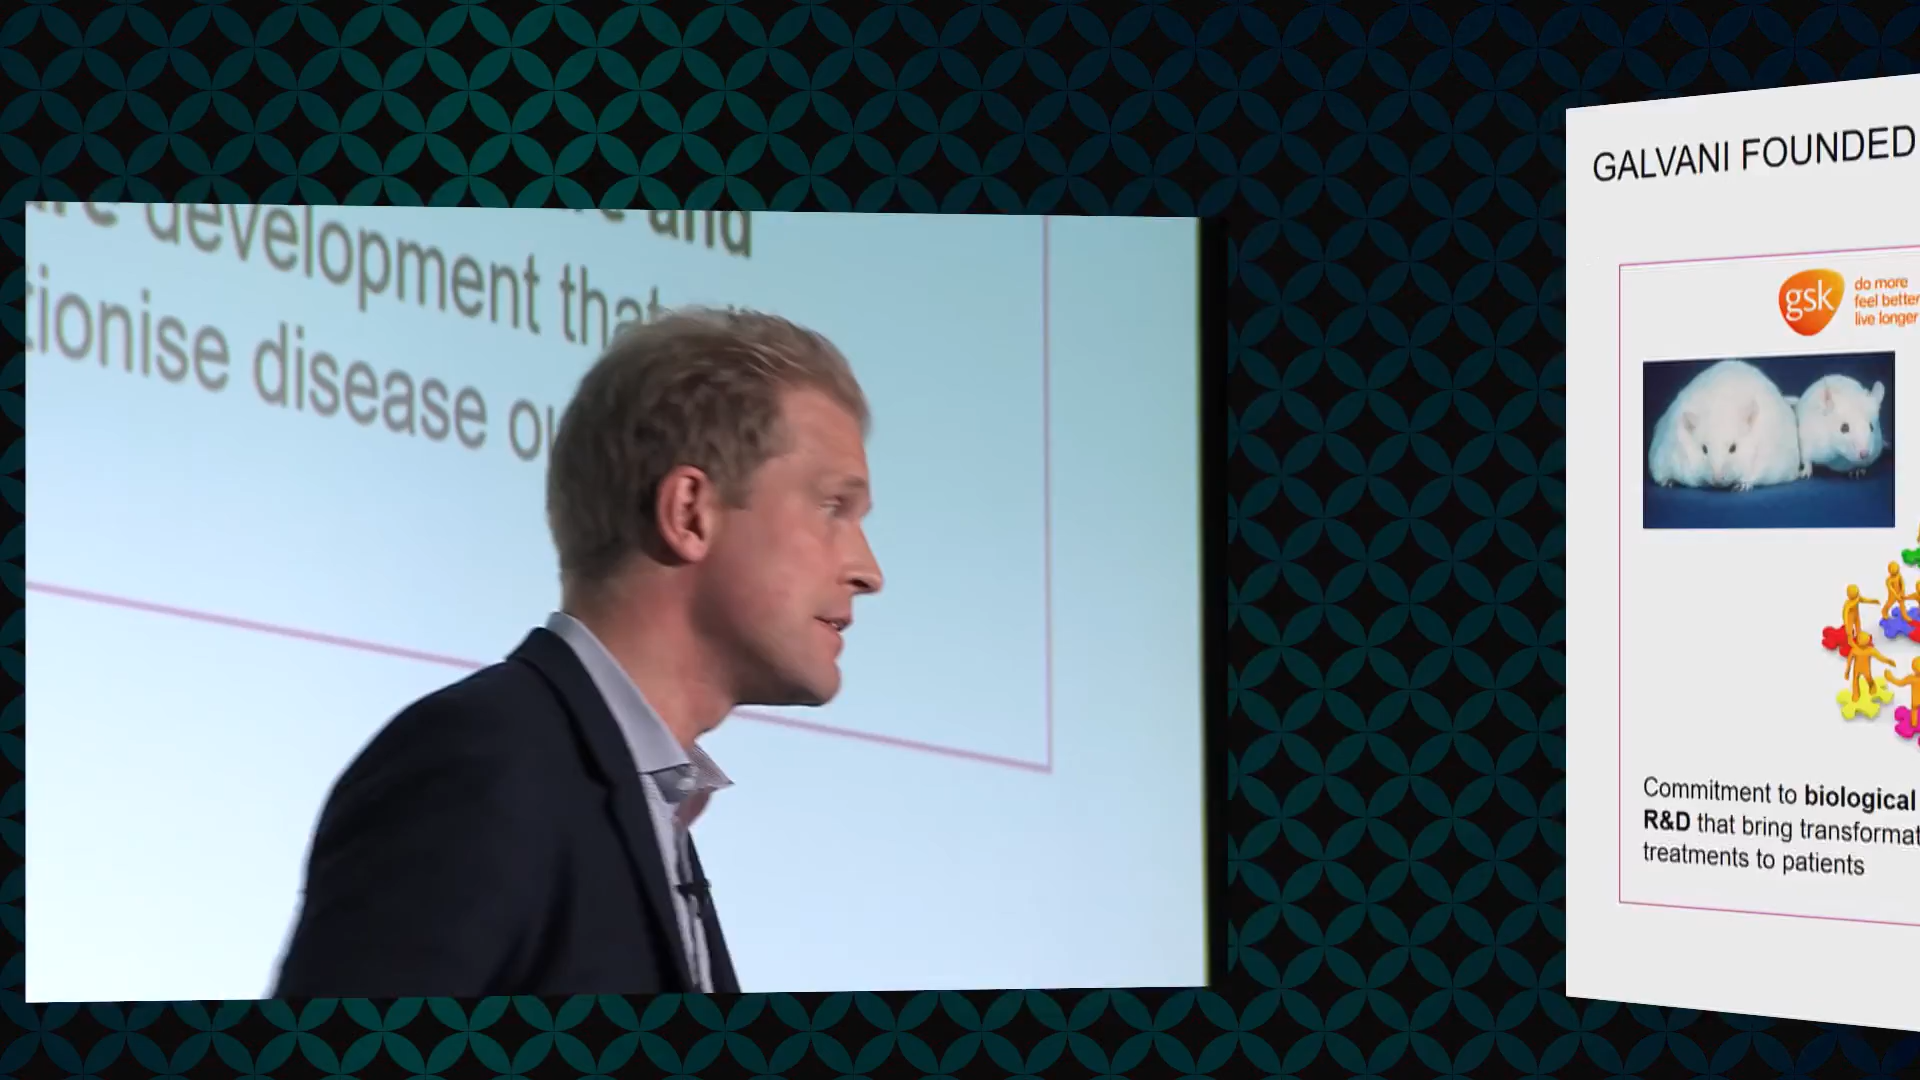 and
development that
tionise disease
GALVANI FOUNDED
gsk
do more
feel better
live longer
Commitment to biological
R&D that bring
treatments to patients